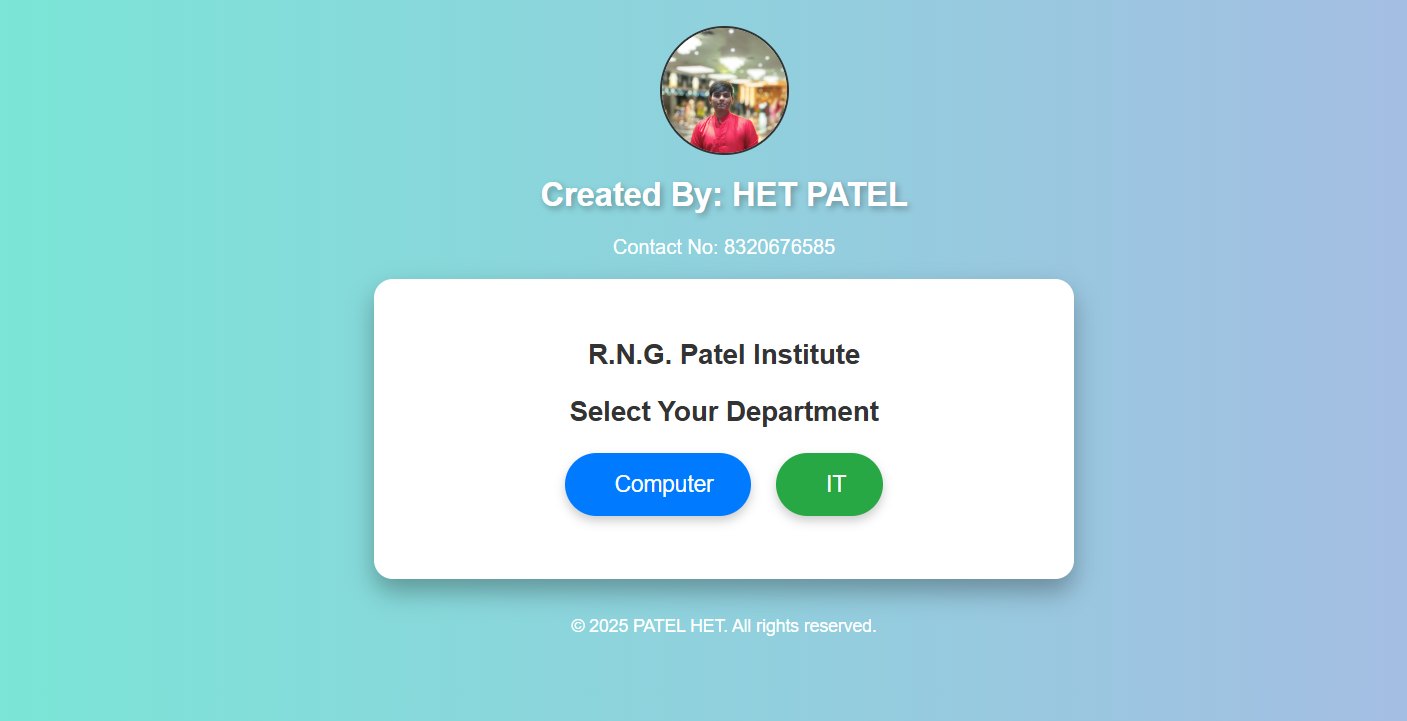 Created By: HET PATEL
Contact No: 8320676585
R.N.G. Patel Institute
Select Your Department
Computer
IT
© 2025 PATEL HET. All rights reserved.